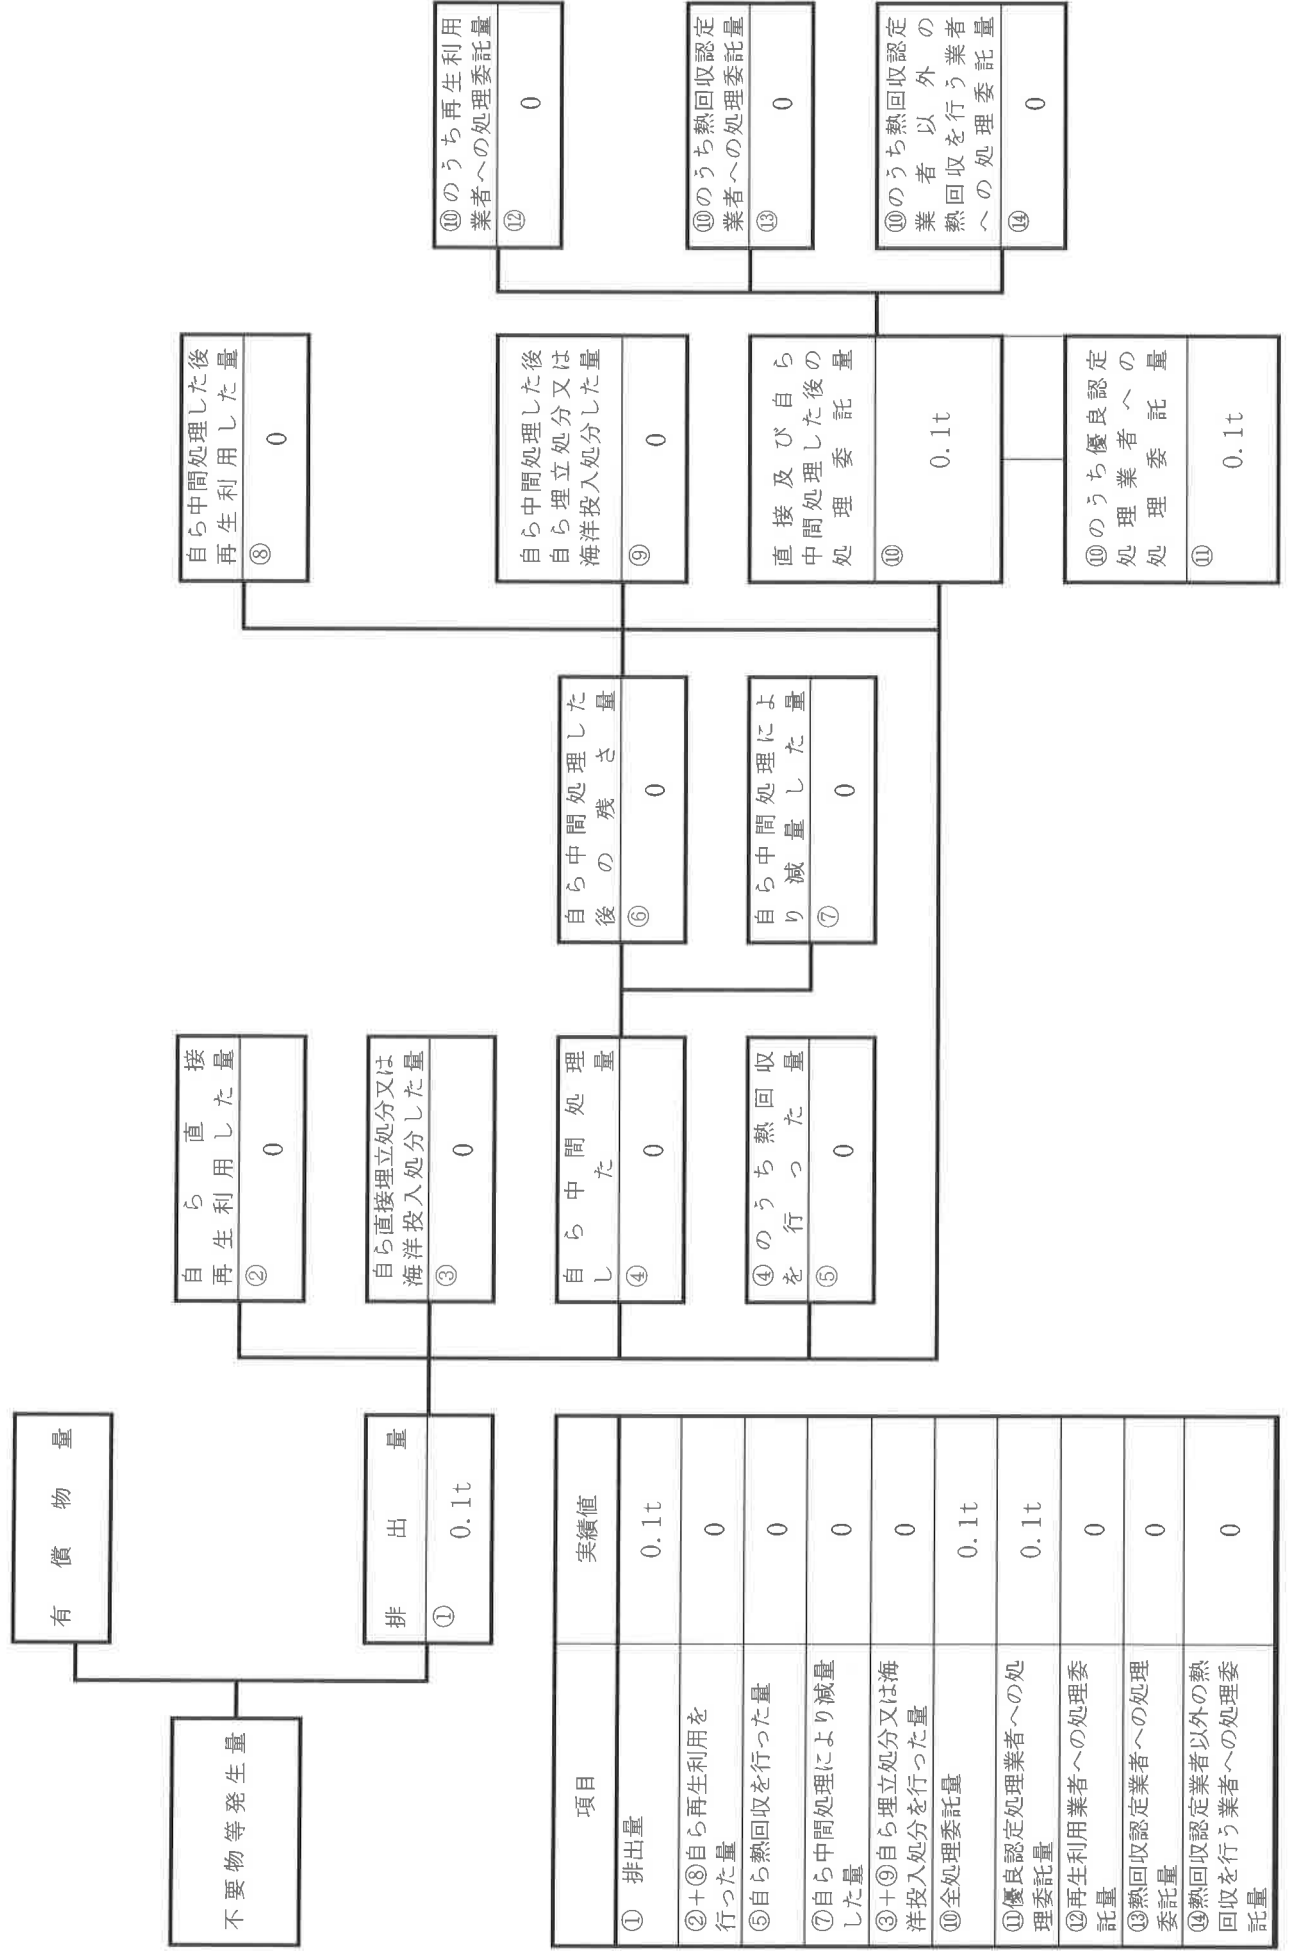 不要物等発生量
有償物量
排出量
①
0.1t
自ら直接
再生利用した量
②
0
自ら直接埋立処分又は
海洋投入処分した量
③
0
自ら中間処理
した量
④
0
④のうち熱回収
を行った量
⑤
0
自ら中間処理した
後の残さ量
⑥
0
自ら中間処理によ
り減量した量
⑦
0
自ら中間処理した後
再生利用した量
⑧
0
自ら中間処理した後
自ら埋立処分又は
海洋投入処分した量
⑨
0
直接及び自ら
中間処理した後の
処理委託量
⑩
0.1t
⑩のうち優良認定
処理業者への
処理委託量
⑪
0.1t
⑩のうち再生利用
業者への処理委託量
⑫
0
⑩のうち熱回収認定
業者への処理委託量
⑬
0
⑩のうち熱回収認定
業者以外の
熱回収を行う業者
への処理委託量
⑭
0
項目 実績値
①　排出量 0.1t
②＋⑧自ら再生利用を
行った量 0
⑤自ら熱回収を行った量 0
⑦自ら中間処理により減量
した量 0
③＋⑨自ら埋立処分又は海
洋投入処分を行った量 0
⑩全処理委託量 0.1t
⑪優良認定処理業者への処
理委託量 0.1t
⑫再生利用業者への処理委
託量 0
⑬熱回収認定業者への処理
委託量 0
⑭熱回収認定業者以外の熱
回収を行う業者への処理委
託量 0